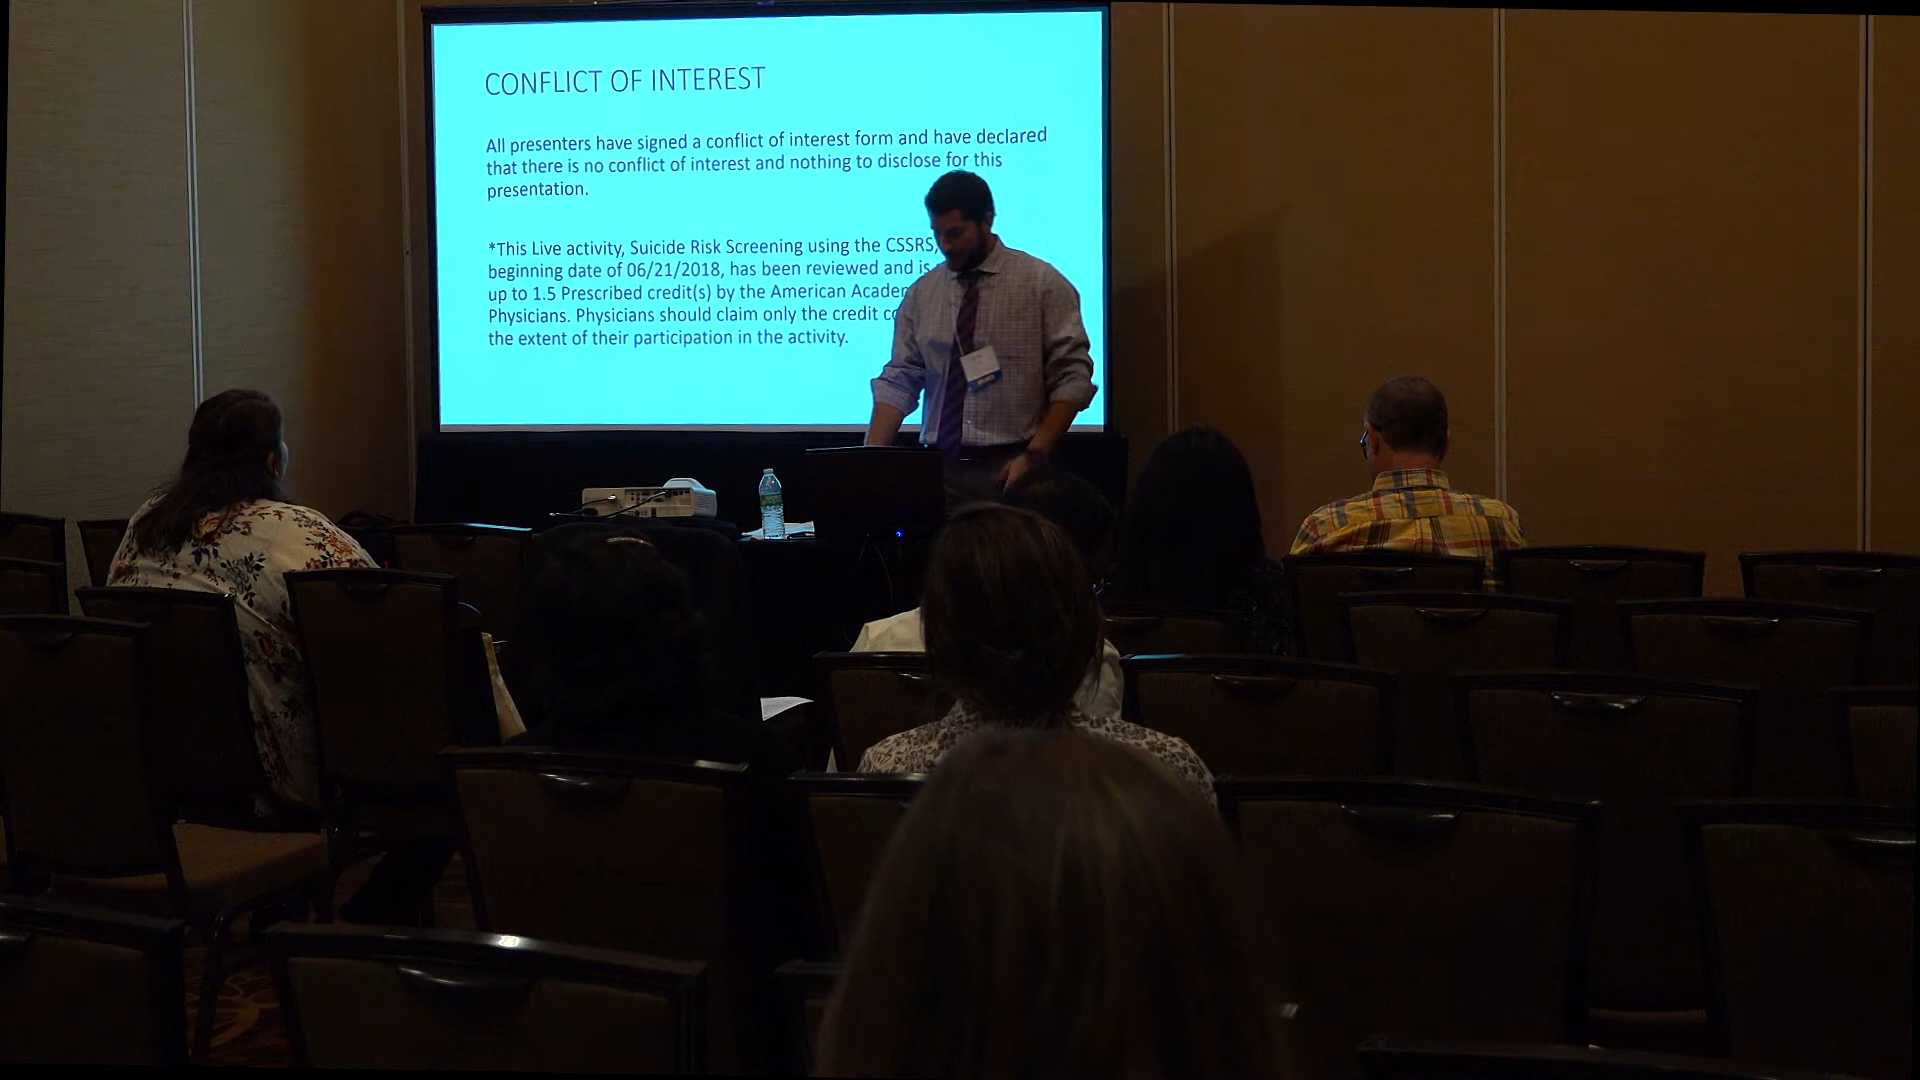 CONFLICT OF INTEREST
All presenters have signed a conflict of interest form and have declared
that there is no conflict of interest and nothing to disclose for this
presentation.
*This Live activity, Suicide Risk Screening using the CSSRS,
beginning date of 06/21/2018, has been reviewed and is
up to 1.5 Prescribed credit(s) by the American
Physicians. Physicians should claim only the credit
the extent of their participation in the activity.